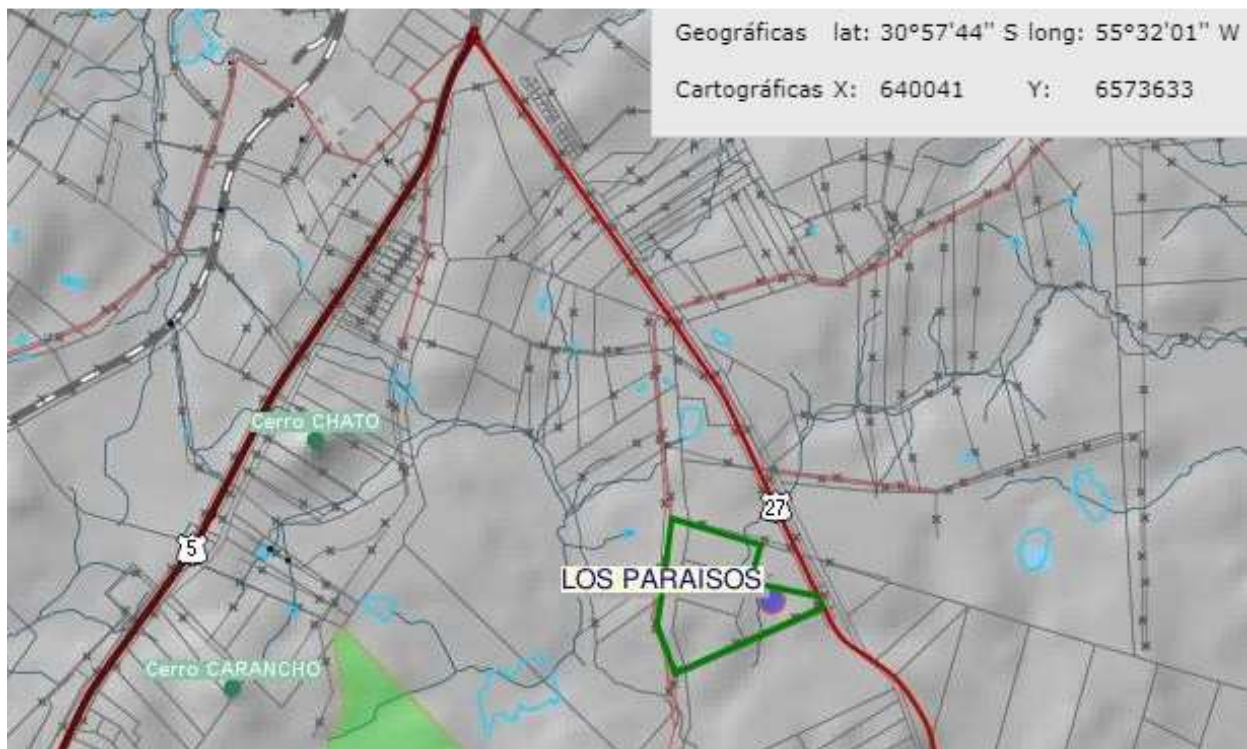 Geográficas lat: 30°57'44" S long: 55°32'01" W
Cartográficas X: 640041 Y: 6573633
Cerro CHATO
27
5
LOS PARAISOS
Cerro CARANCHO